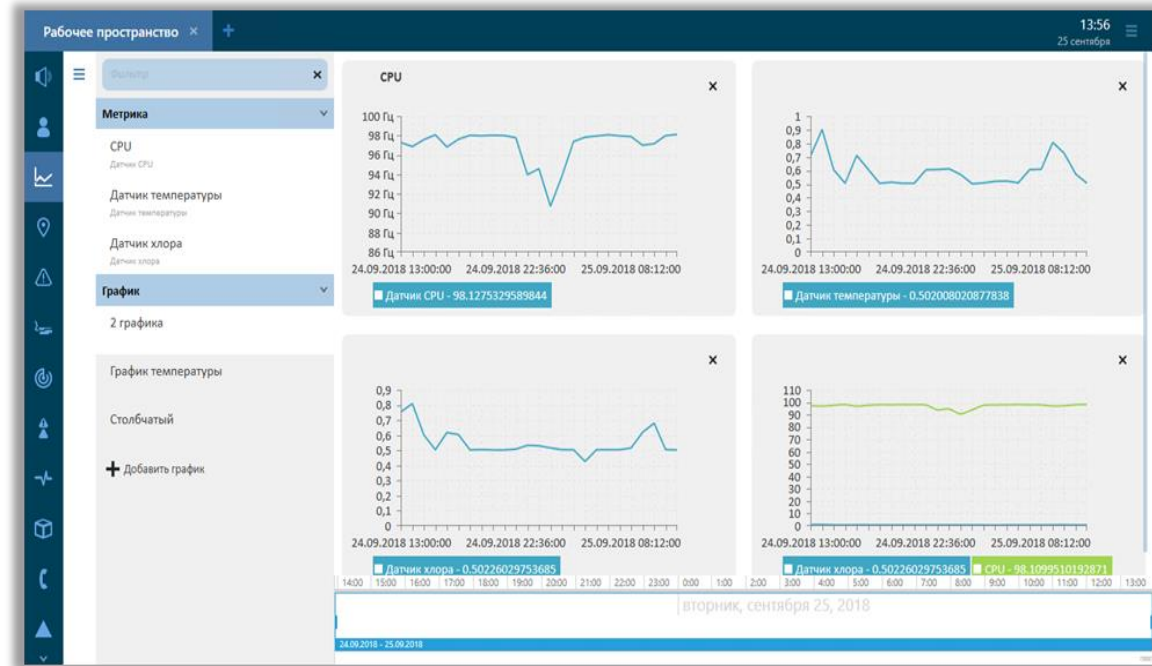 Рабочее пространство × +
13:56
25 сентября
Фильтр ×
Метрика
CPU
Датчик CPU
Датчик температуры
Датчик температуры
Датчик хлора
Датчик хлора
График
2 графика
График температуры
Столбчатый
+ Добавить график
CPU
×
100 Гц
98 Гц
96 Гц
94 Гц
92 Гц
90 Гц
88 Гц
86 Гц
24.09.2018 13:00:00 24.09.2018 22:36:00 25.09.2018 08:12:00
Датчик CPU - 98.1275329589844
×
1
0,9
0,8
0,7
0,6
0,5
0,4
0,3
0,2
0,1
0
24.09.2018 13:00:00 24.09.2018 22:36:00 25.09.2018 08:12:00
Датчик температуры - 0.502008020877838
×
0,9
0,8
0,7
0,6
0,5
0,4
0,3
0,2
0,1
0
24.09.2018 13:00:00 24.09.2018 22:36:00 25.09.2018 08:12:00
Датчик хлора - 0.50226029753685
×
110
100
90
80
70
60
50
40
30
20
10
0
24.09.2018 13:00:00 24.09.2018 22:36:00 25.09.2018 08:12:00
Датчик хлора - 0.50226029753685 CPU - 98.1099510192871
14:00 15:00 16:00 17:00 18:00 19:00 20:00 21:00 22:00 23:00 0:00 1:00 2:00 3:00 4:00 5:00 6:00 7:00 8:00 9:00 10:00 11:00 12:00 13:00
вторник, сентября 25, 2018
24.09.2018 - 25.09.2018